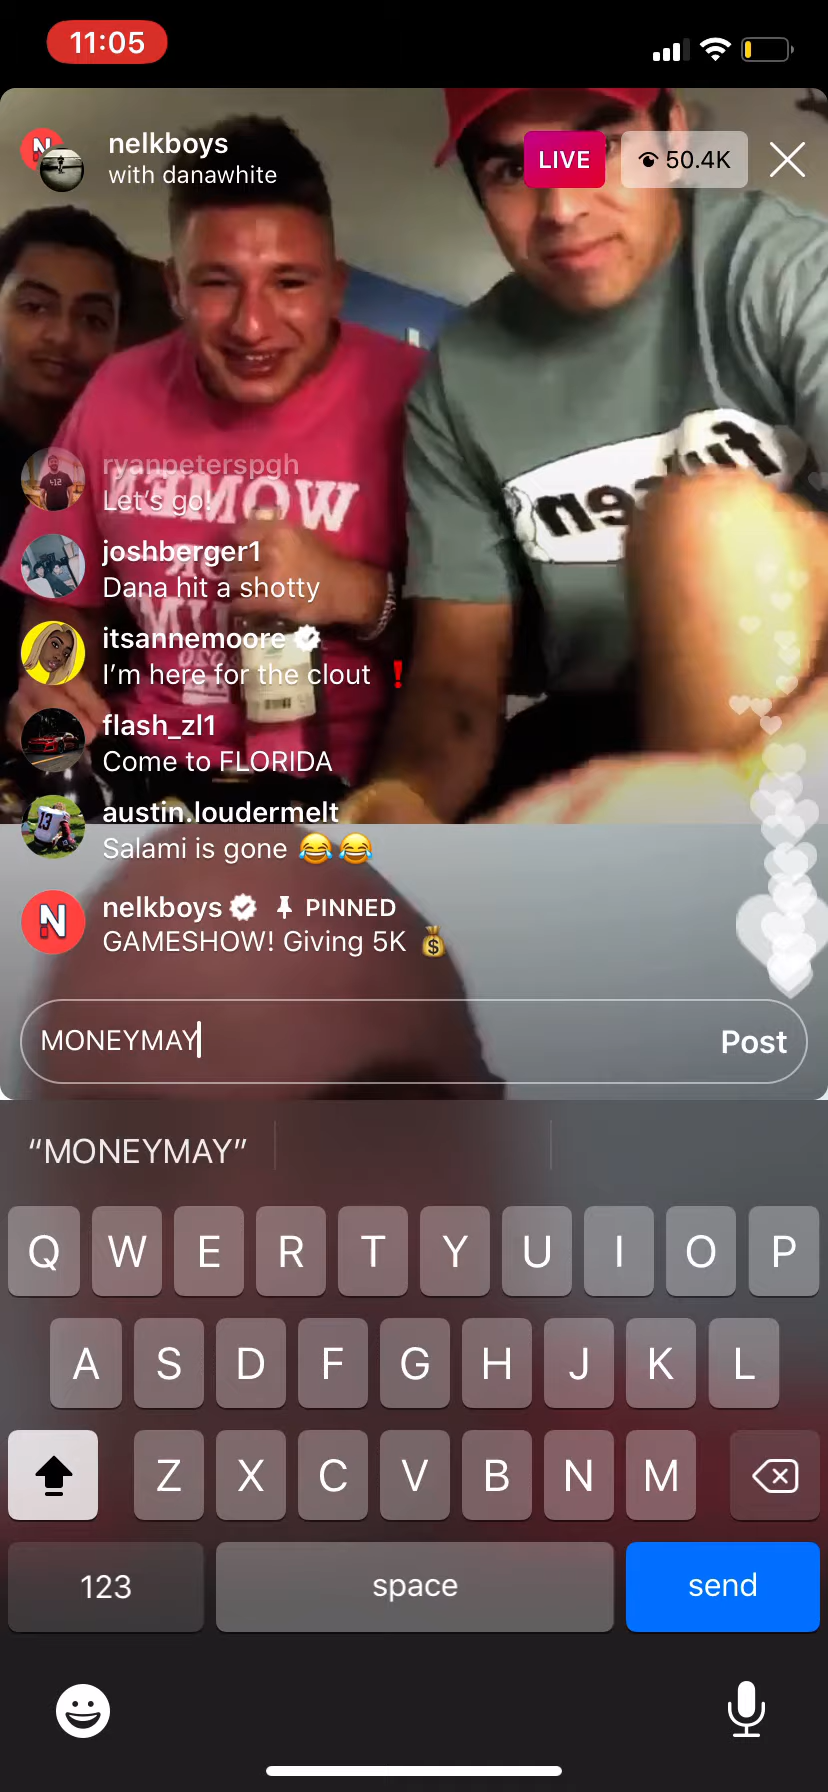 11:05
nelkboys
with danawhite
LIVE
50.4K
N
ryanpeterspgh
Let's go!
WOMEN
joshberger1
Dana hit a shotty
itsannemoore
I'm here for the clout ❗
flash_zl1
Come to FLORIDA
austin.loudermelt
Salami is gone 😂😂
13
N
nelkboys PINNED
GAMESHOW! Giving 5K 💰
MONEYMAY
Post
“MONEYMAY”
Q W E R T Y U I O P
A S D F G H J K L
Z X C V B N M
123 space send